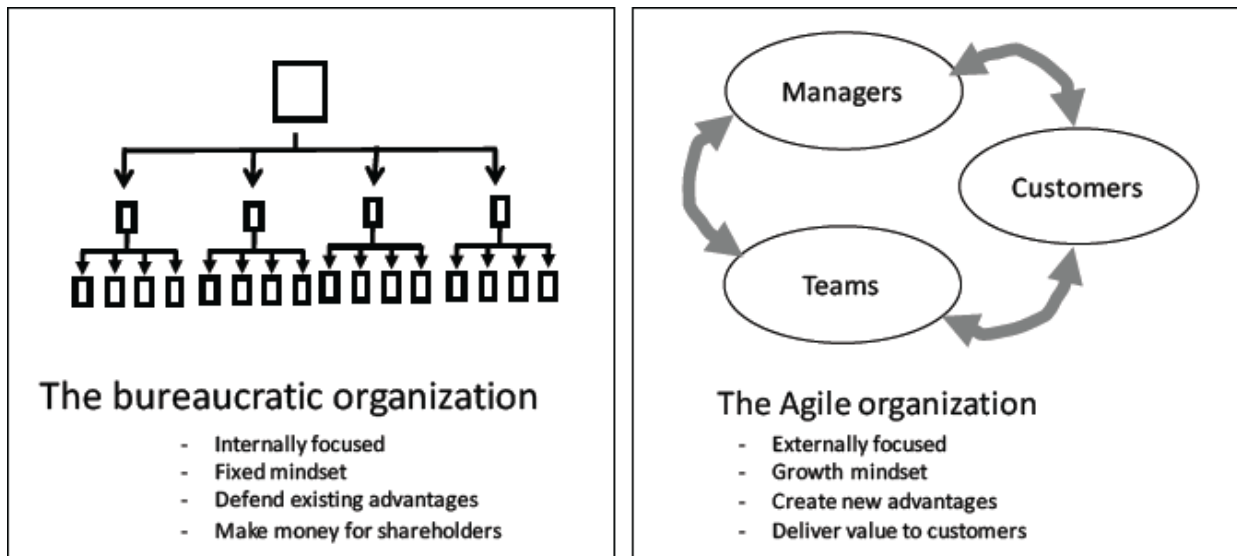 The bureaucratic organization
- Internally focused
- Fixed mindset
- Defend existing advantages
- Make money for shareholders
Managers
Customers
Teams
The Agile organization
- Externally focused
- Growth mindset
- Create new advantages
- Deliver value to customers